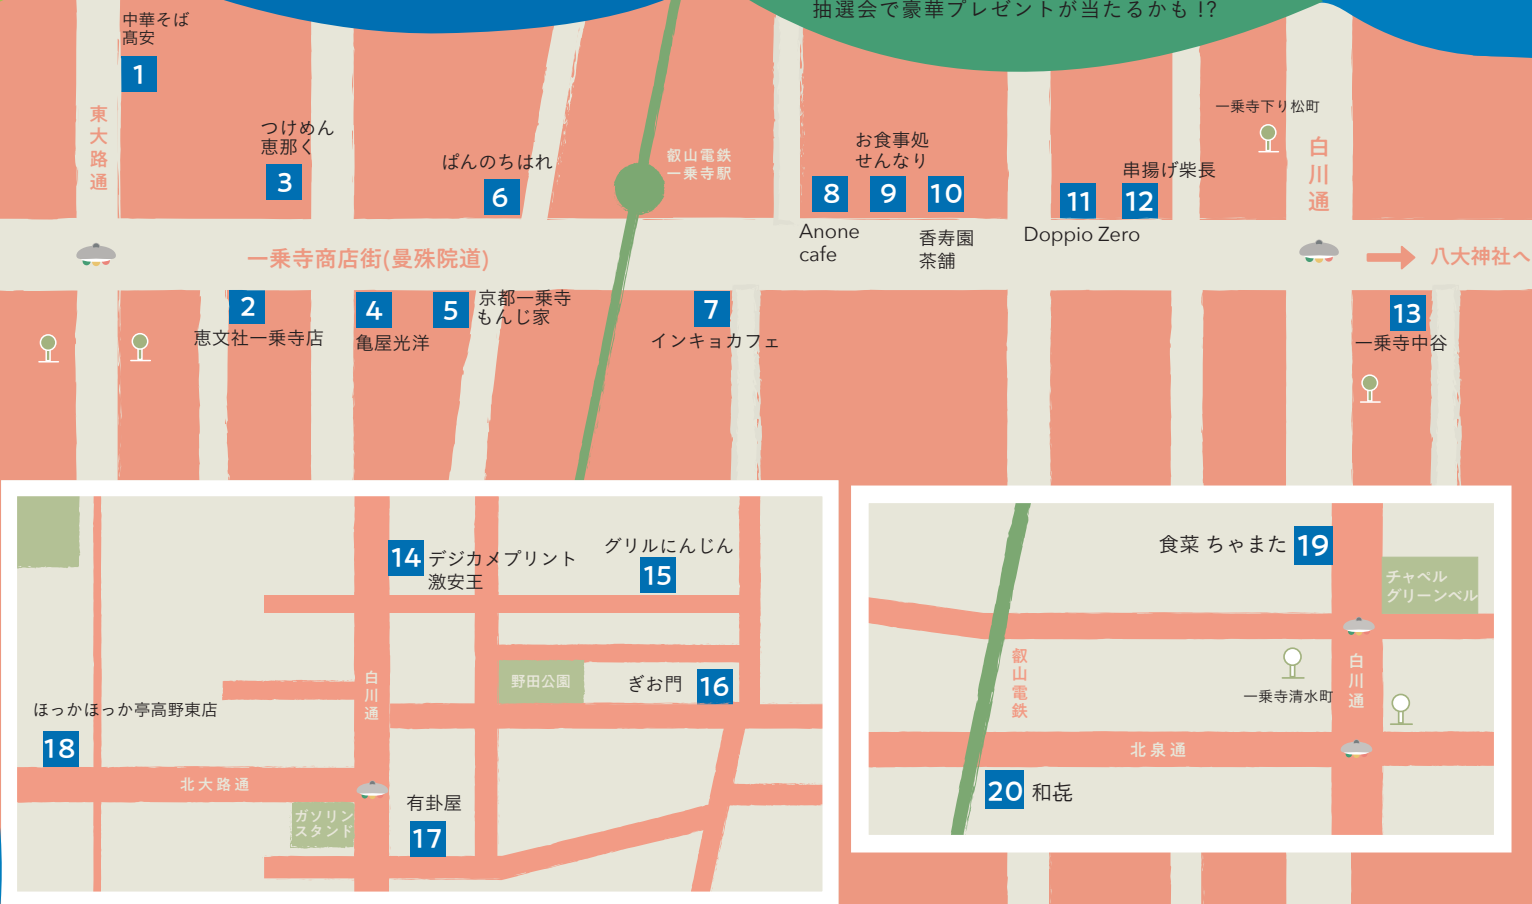 抽選会で豪華プレゼントが当たるかも !?
中華そば
髙安
1
東大路通
つけめん
恵那く
3
ぱんのちはれ
6
叡山電鉄
一乗寺駅
お食事処
せんなり
8
9
10
Anone
cafe
香寿園
茶舗
11
串揚げ柴長
12
Doppio Zero
一乗寺下り松町
白川通
一乗寺商店街(曼殊院道)
八大神社へ
2
恵文社一乗寺店
4
亀屋光洋
5
京都一乗寺
もんじ家
7
インキョカフェ
13
一乗寺中谷
14
デジカメプリント
激安王
グリルにんじん
15
白川通
野田公園
ぎお門
16
ほっかほっか亭高野東店
18
北大路通
ガソリン
スタンド
有卦屋
17
食菜 ちゃまた
19
チャペル
グリーンベル
叡山電鉄
白川通
一乗寺清水町
北泉通
20
和㐂